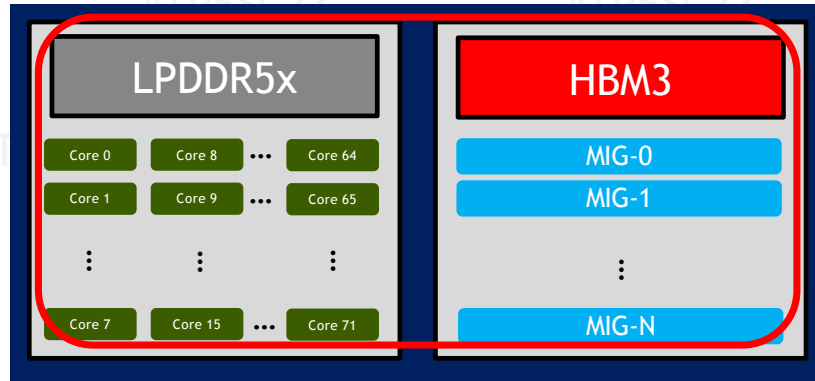 LPDDR5x
Core 0 Core 8 ... Core 64
Core 1 Core 9 ... Core 65
Core 7 Core 15 ... Core 71
HBM3
MIG-0
MIG-1
MIG-N